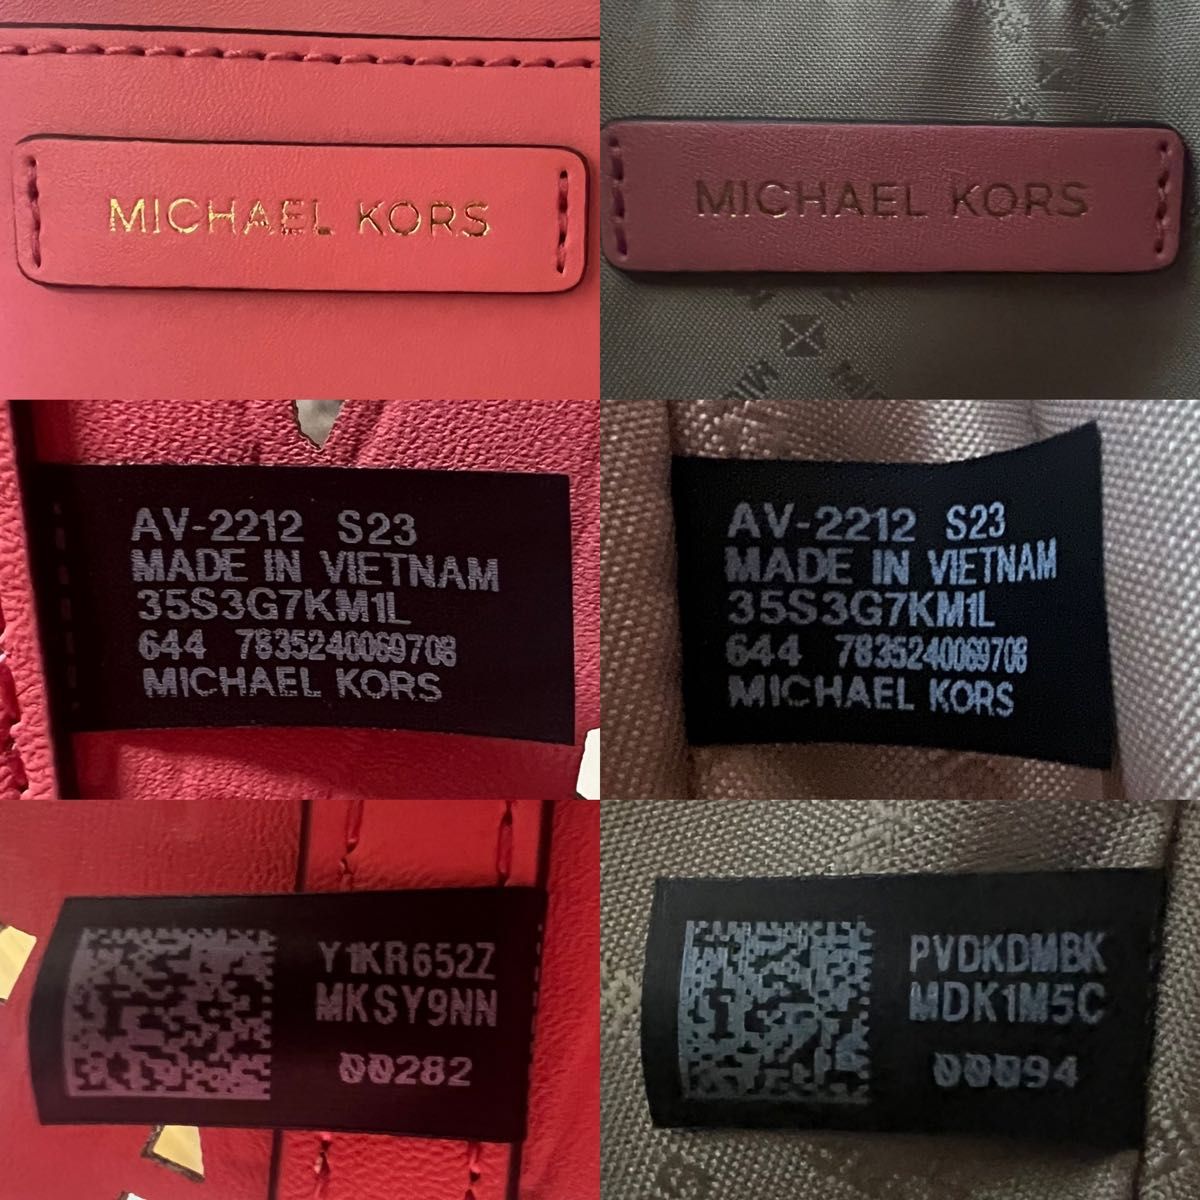 MICHAEL KORS
MICHAEL KORS
AV-2212 S23
MADE IN VIETNAM
35S3G7KM1L
644 7835240069708
MICHAEL KORS
AV-2212 S23
MADE IN VIETNAM
35S3G7KM1L
644 7835240069708
MICHAEL KORS
Y1KR652Z
MKSY9NN
00282
PVDKDMBK
MDK1M5C
00094